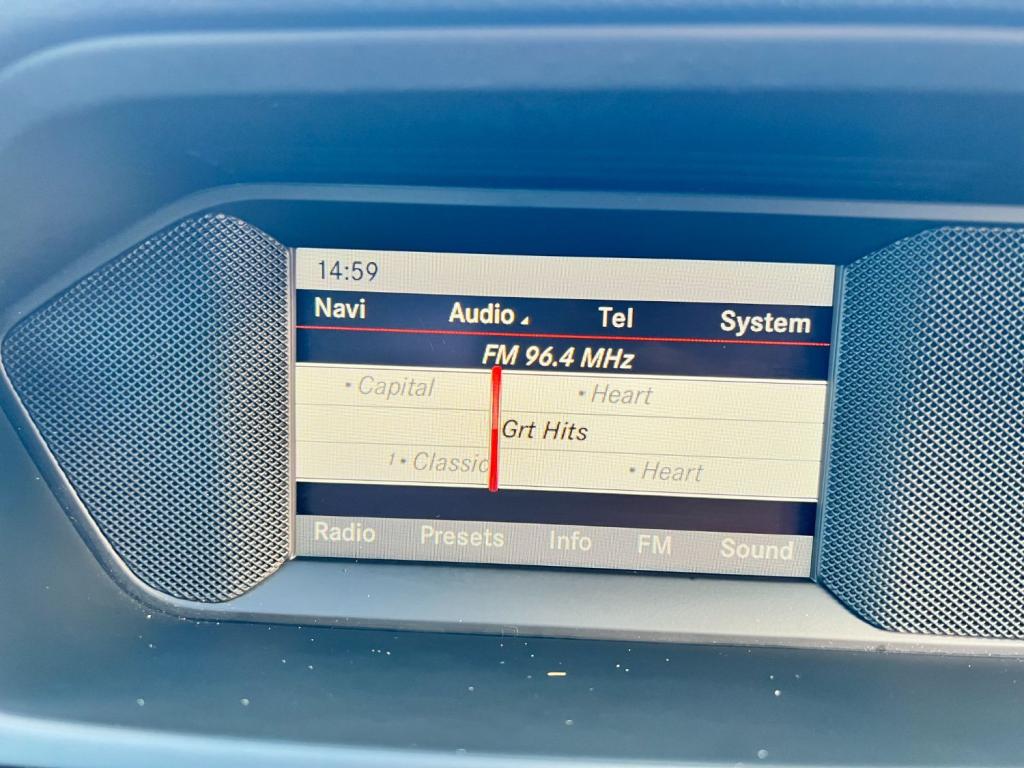 14:59
Navi Audio Tel System
FM 96.4 MHz
• Capital • Heart
Grt Hits
1 • Classic • Heart
Radio Presets Info FM Sound